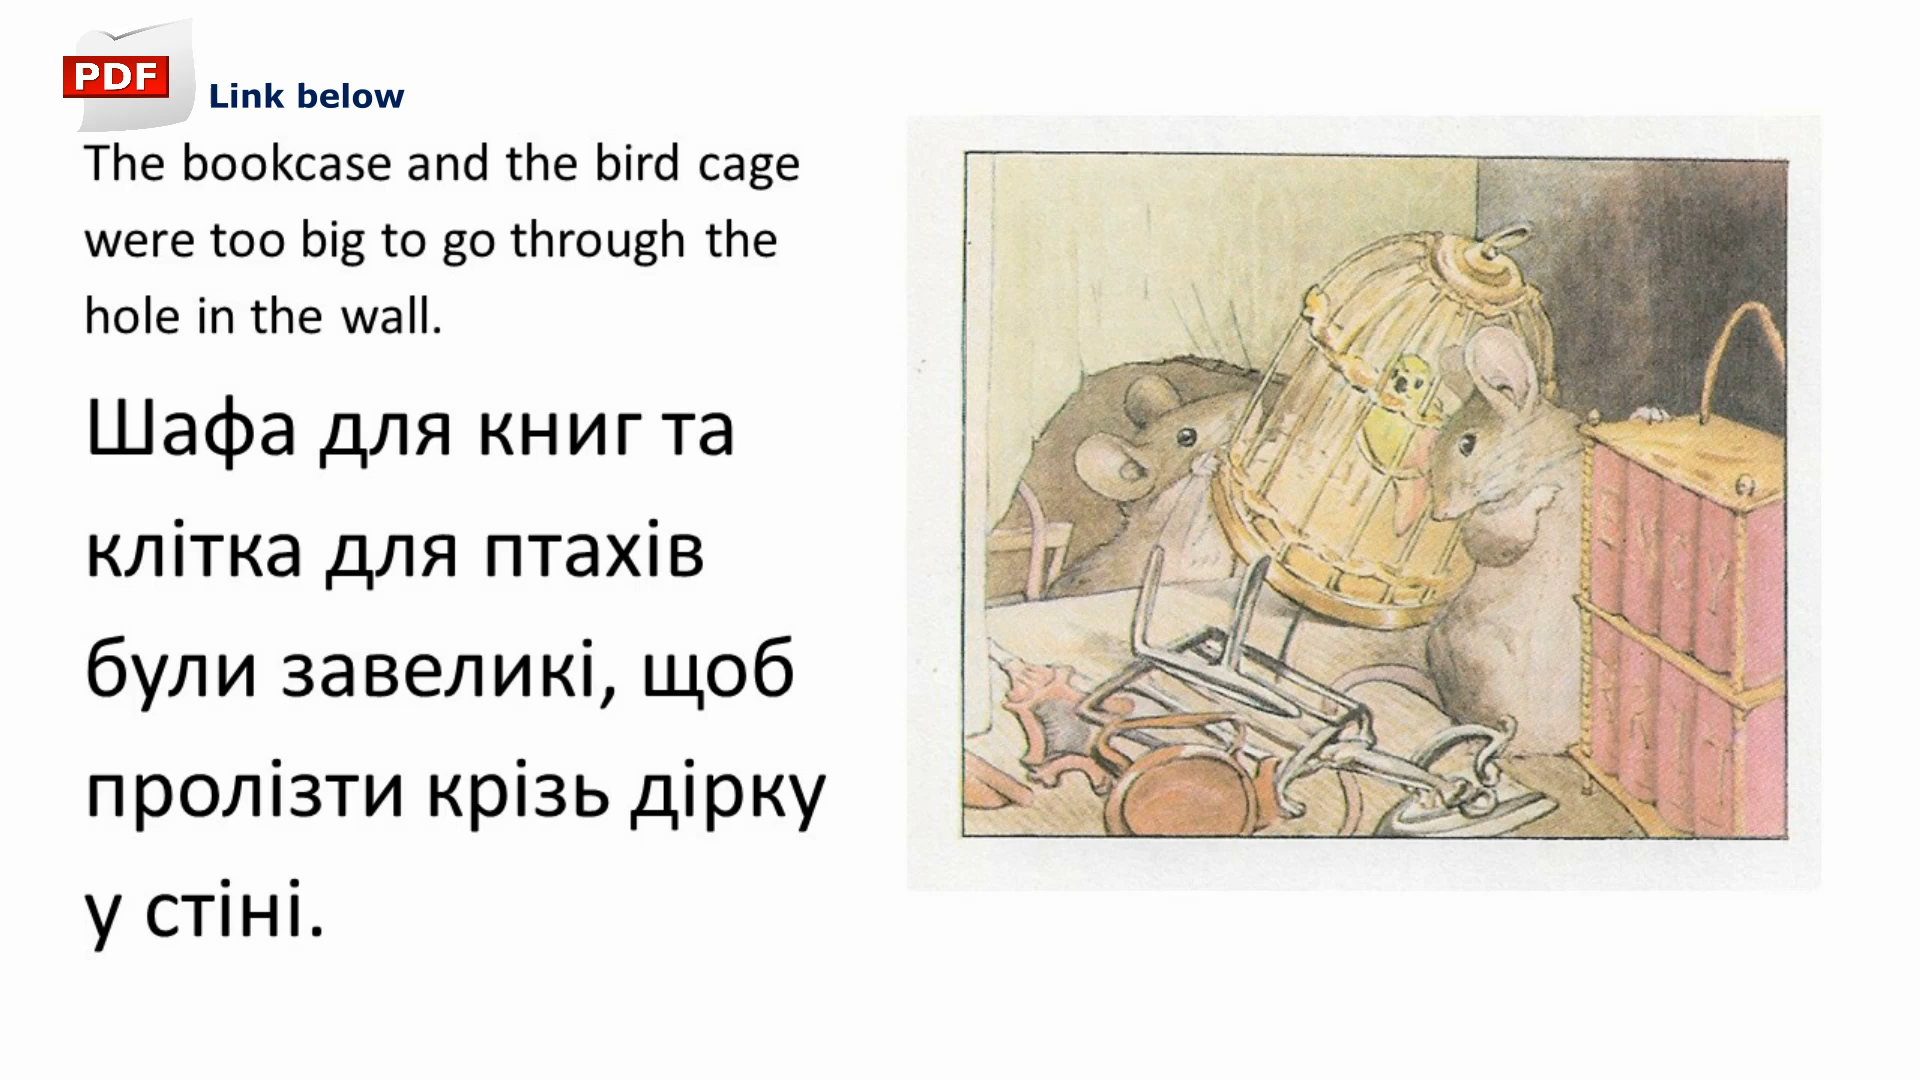 PDF
Link below
The bookcase and the bird cage
were too big to go through the
hole in the wall.
Шафа для книг та
клітка для птахів
були завеликі, щоб
пролізти крізь дірку
у стіні.
ENCY